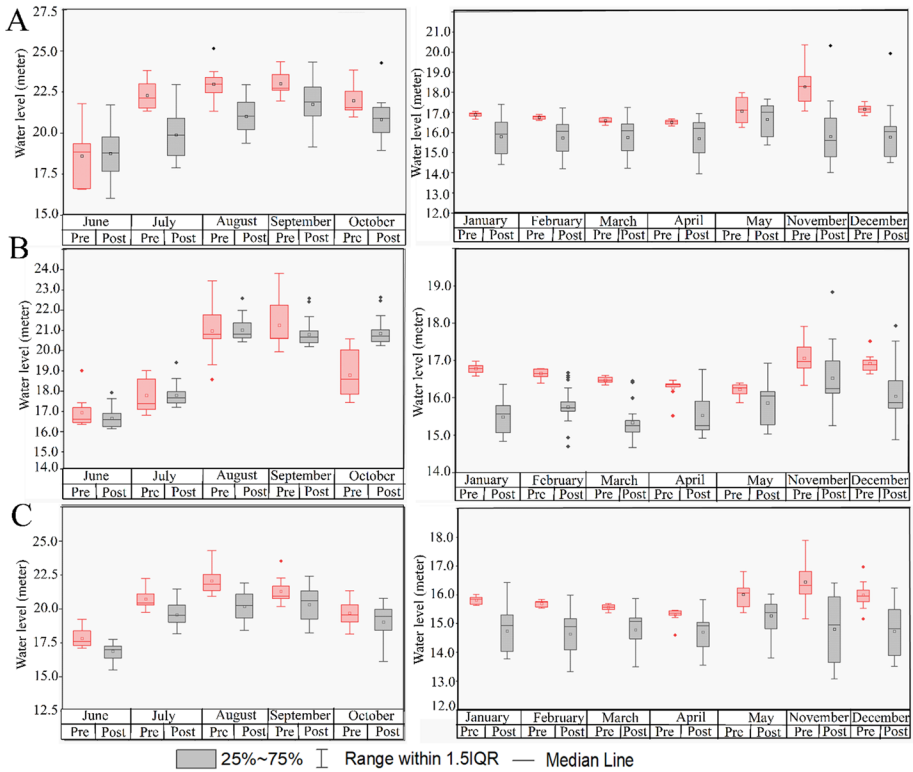 A
Water level (meter)
27.5
25.0
22.5
20.0
17.5
15.0
June July August September October
Pre Post Pre Post Pre Post Pre Post Pre Post
Water level (meter)
21.0
20.0
19.0
18.0
17.0
16.0
15.0
14.0
13.0
12.0
January February March April May November December
Pre Post Pre Post Pre Post Pre Post Pre Post Pre Post Pre Post
B
Water level (meter)
24.0
23.0
22.0
21.0
20.0
19.0
18.0
17.0
16.0
15.0
14.0
June July August September October
Pre Post Pre Post Pre Post Pre Post Pre Post
Water level (meter)
19.0
18.0
17.0
16.0
15.0
14.0
January February March April May November December
Pre Post Pre Post Pre Post Pre Post Pre Post Pre Post Pre Post
C
Water level (meter)
25.0
22.5
20.0
17.5
12.5
June July August September October
Pre Post Pre Post Pre Post Pre Post Pre Post
Water level (meter)
18.0
17.0
16.0
15.0
14.0
13.0
12.0
January February March April May November December
Pre Post Pre Post Pre Post Pre Post Pre Post Pre Post Pre Post
25%~75% Range within 1.5IQR Median Line